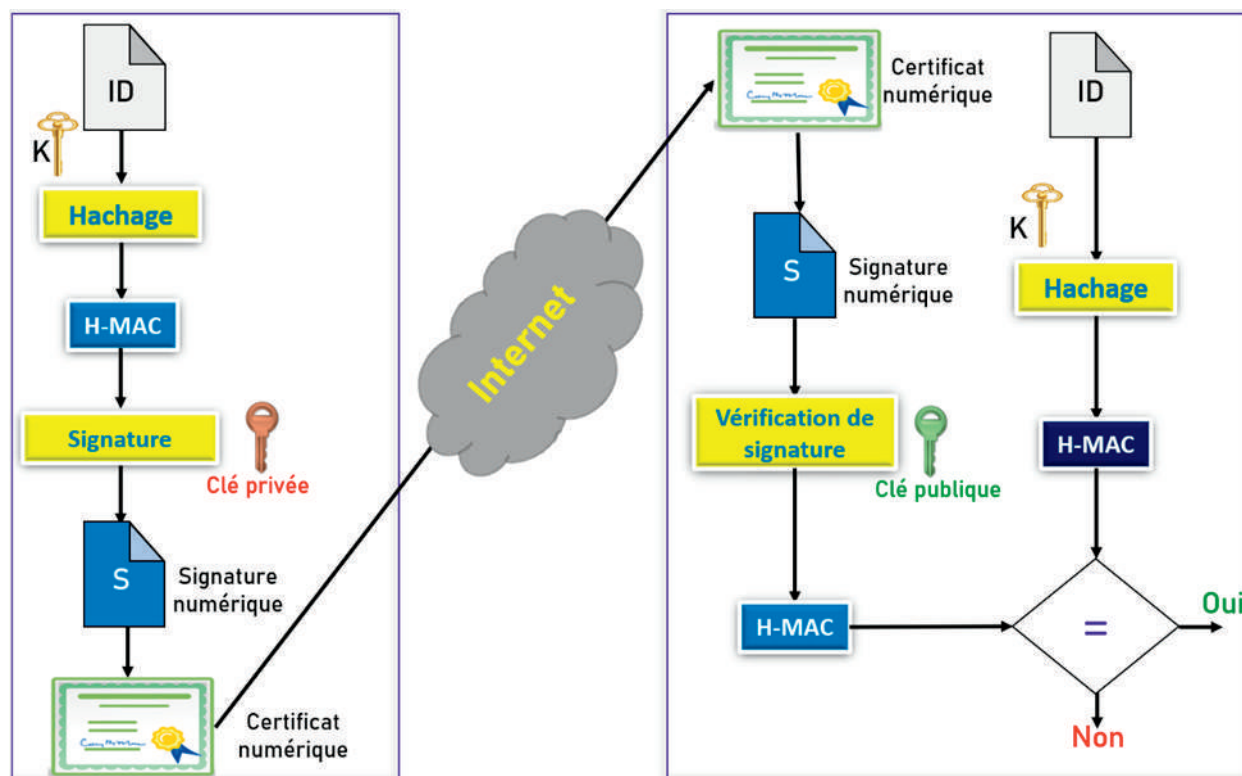 ID
K
Hachage
H-MAC
Signature
Clé privée
S
Signature
numérique
Certificat
numérique
Internet
Certificat
numérique
ID
K
S
Signature
numérique
Hachage
Vérification de
signature
Clé publique
H-MAC
H-MAC
=
Oui
Non